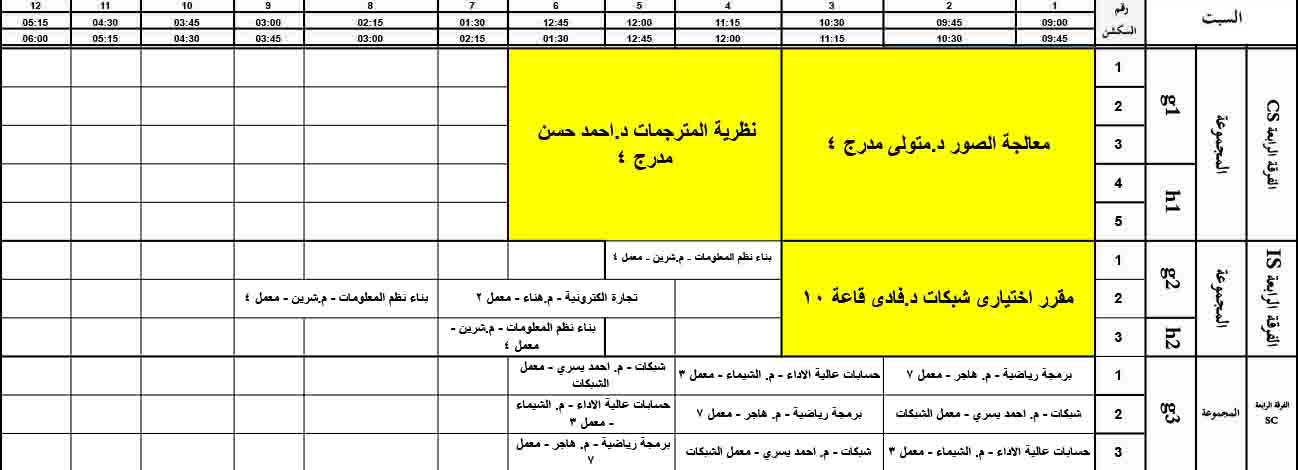 السبت
رقم السكشن
1 2 3 4 5 6 7 8 9 10 11 12
09:00 09:45 10:30 11:15 12:00 12:45 01:30 02:15 03:00 03:45 04:30 05:15
09:45 10:30 11:15 12:00 12:45 01:30 02:15 03:00 03:45 04:30 05:15 06:00
الفرقة الرابعة CS
المجموعة
g1
h1
1
2
3
4
5
معالجة الصور د.متولى مدرج ٤
نظرية المترجمات د.احمد حسن
مدرج ٤
الفرقة الرابعة IS
المجموعة
g2
h2
مقرر اختيارى شبكات د.فادى قاعة ١٠
1
بناء نظم المعلومات - م.شرين - معمل ٤
2
تجارة الكترونية - م.هناء - معمل ٢
بناء نظم المعلومات - م.شرين - معمل ٤
3
بناء نظم المعلومات - م.شرين -
معمل ٤
الفرقة الرابعة
SC
المجموعة
g3
1
برمجة رياضية - م. هاجر - معمل ٧
حسابات عالية الاداء - م. الشيماء - معمل ٣
شبكات - م. احمد يسري - معمل
الشبكات
2
شبكات - م. احمد يسري - معمل الشبكات
برمجة رياضية - م. هاجر - معمل ٧
حسابات عالية الاداء - م. الشيماء
- معمل ٣
3
حسابات عالية الاداء - م. الشيماء - معمل ٣
شبكات - م. احمد يسري - معمل الشبكات
برمجة رياضية - م. هاجر - معمل
٧